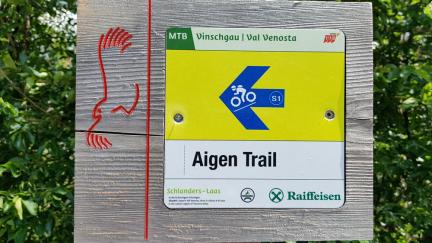 MTB Vinschgau | Val Venosta
S1
Aigen Trail
Schlanders - Laas
Raiffeisen